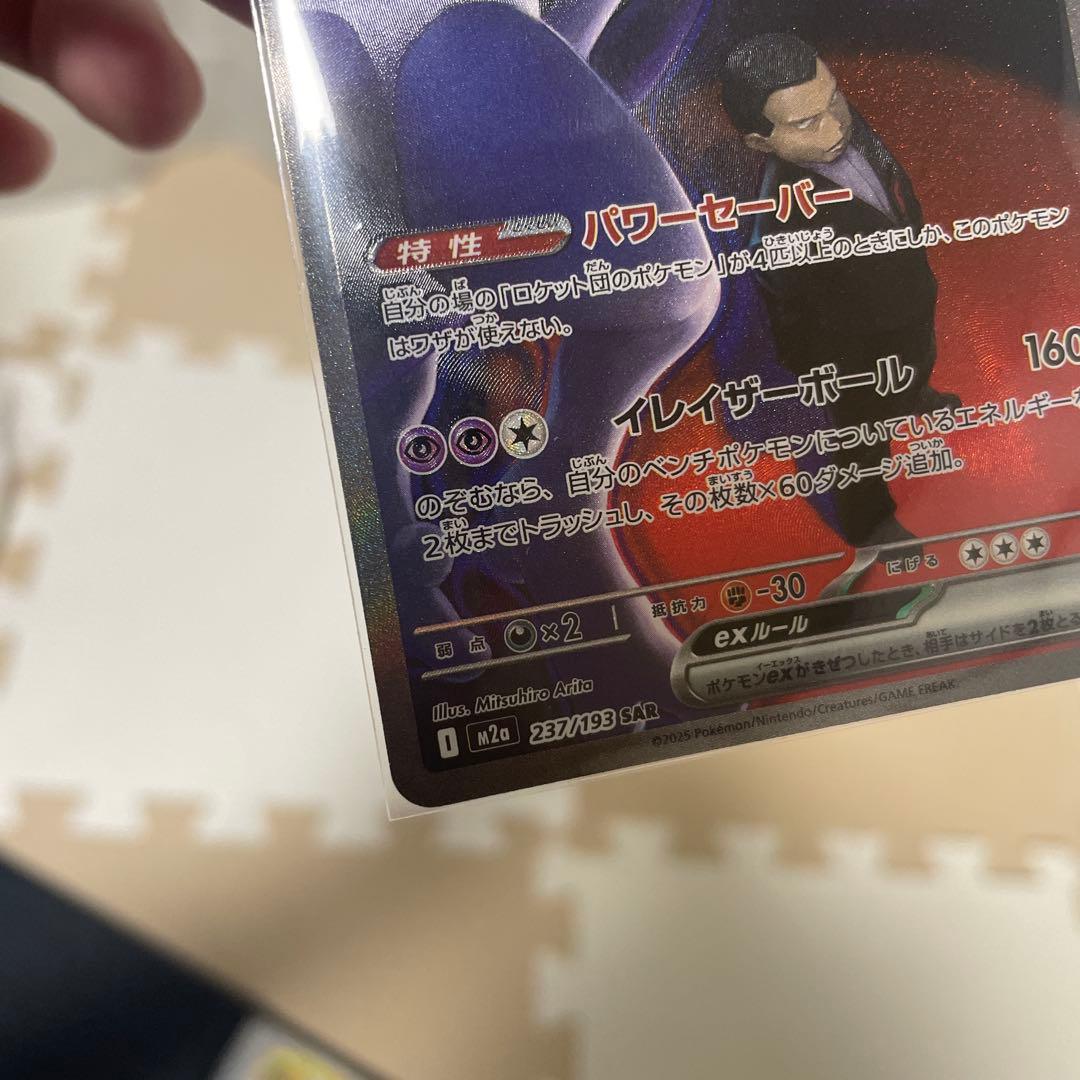 特性 パワーセーバー
自分の場の「ロケット団のポケモン」が4匹以上のときにしか、このポケモン
はワザが使えない。
イレイザーボール 160
のぞむなら、自分のベンチポケモンについているエネルギーを
2枚までトラッシュし、その枚数×60ダメージ追加。
弱点 ×2 抵抗力 -30 にげる
exルール
ポケモンexがきぜつしたとき、相手はサイドを2枚とる
Illus. Mitsuhiro Arita
I M2a 237/193 SAR
©2025 Pokémon/Nintendo/Creatures/GAME FREAK